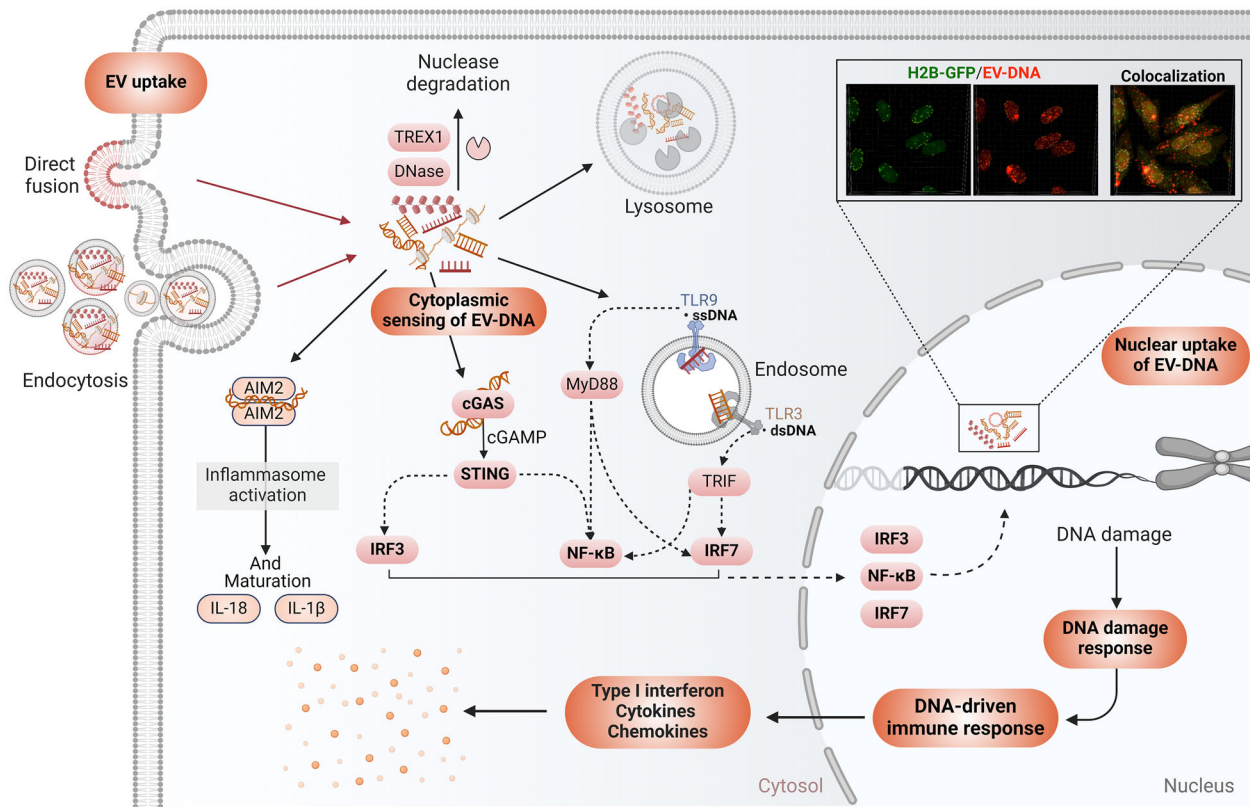 EV uptake
Direct
fusion
Endocytosis
Nuclease
degradation
TREX1
DNase
Lysosome
H2B-GFP/EV-DNA
Colocalization
Cytoplasmic
sensing of EV-DNA
TLR9
ssDNA
Endosome
TLR3
dsDNA
MyD88
TRIF
AIM2
AIM2
cGAS
cGAMP
STING
Inflammasome
activation
And
Maturation
IL-18
IL-1β
IRF3
NF-κB
IRF7
Nuclear uptake
of EV-DNA
IRF3
NF-κB
IRF7
DNA damage
DNA damage
response
DNA-driven
immune response
Type I interferon
Cytokines
Chemokines
Cytosol
Nucleus